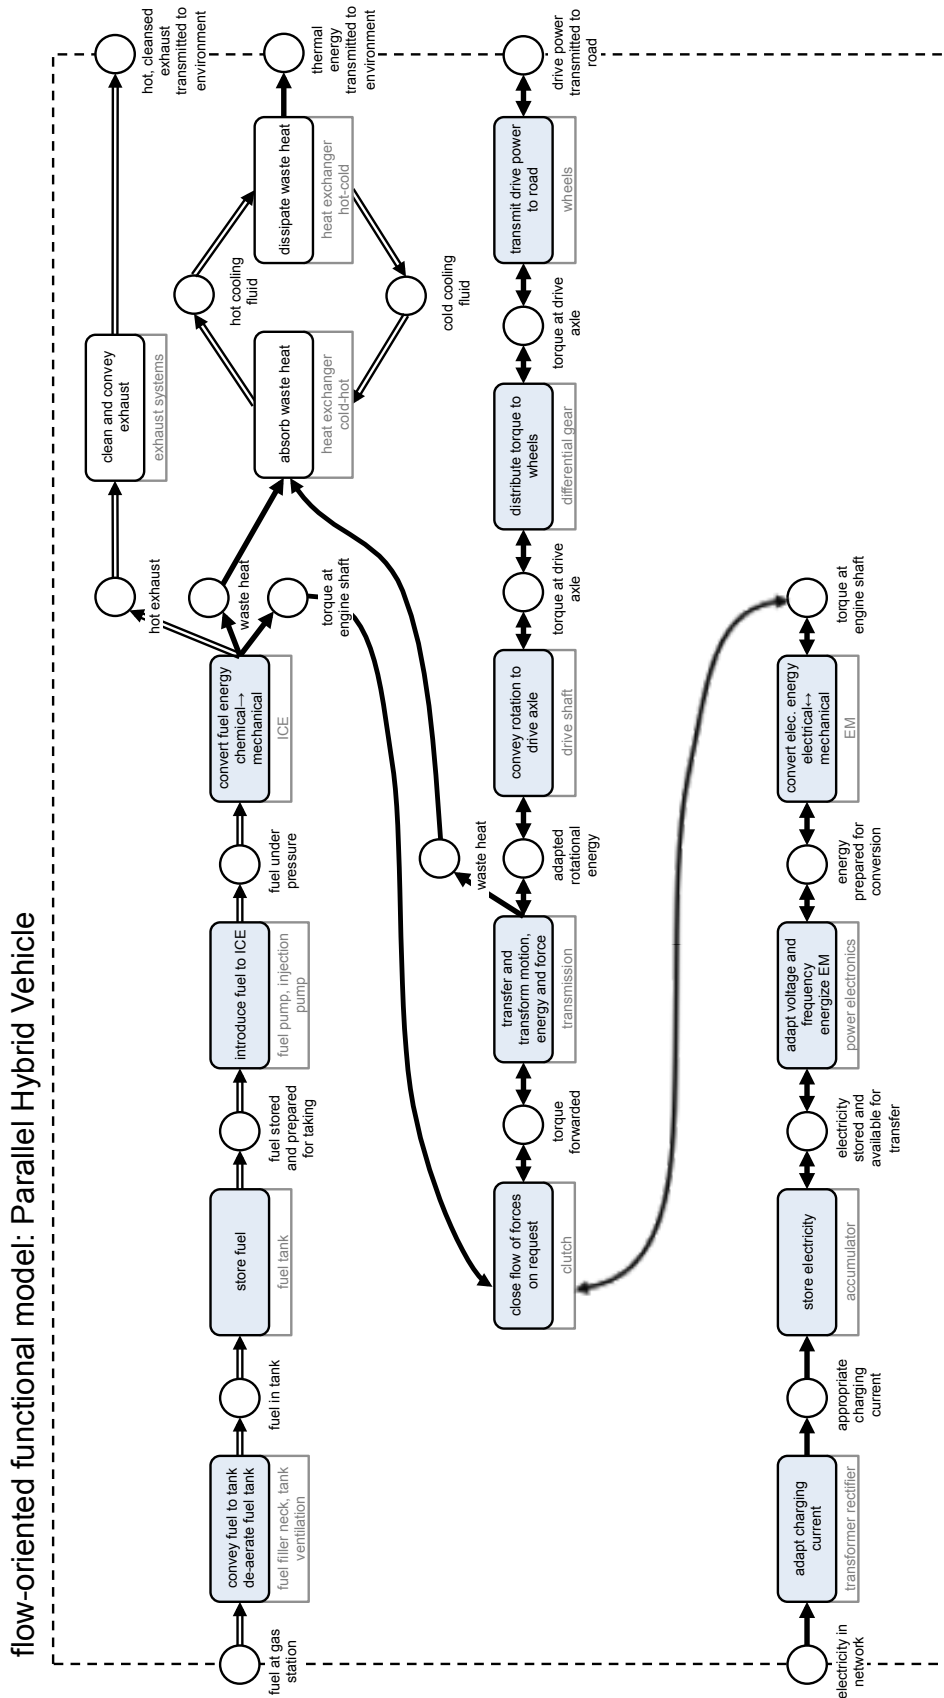 flow-oriented functional model: Parallel Hybrid Vehicle
hot, cleansed
exhaust
transmitted to
environment
clean and convey
exhaust
exhaust systems
hot exhaust
thermal
energy
transmitted to
environment
dissipate waste heat
heat exchanger
hot-cold
hot cooling
fluid
cold cooling
fluid
absorb waste heat
heat exchanger
cold-hot
waste heat
torque at
engine shaft
fuel at gas
station
convey fuel to tank
de-aerate fuel tank
fuel filler neck, tank
ventilation
fuel in tank
store fuel
fuel tank
fuel stored
and prepared
for taking
introduce fuel to ICE
fuel pump, injection
pump
fuel under
pressure
convert fuel energy
chemical→
mechanical
ICE
close flow of forces
on request
clutch
torque
forwarded
transfer and
transform motion,
energy and force
transmission
waste heat
adapted
rotational
energy
convey rotation to
drive axle
drive shaft
torque at drive
axle
distribute torque to
wheels
differential gear
torque at drive
axle
transmit drive power
to road
wheels
drive power
transmitted to
road
electricity in
network
adapt charging
current
transformer rectifier
appropriate
charging
current
store electricity
accumulator
electricity
stored and
available for
transfer
adapt voltage and
frequency
energize EM
power electronics
energy
prepared for
conversion
convert elec. energy
electrical↔
mechanical
EM
torque at
engine shaft